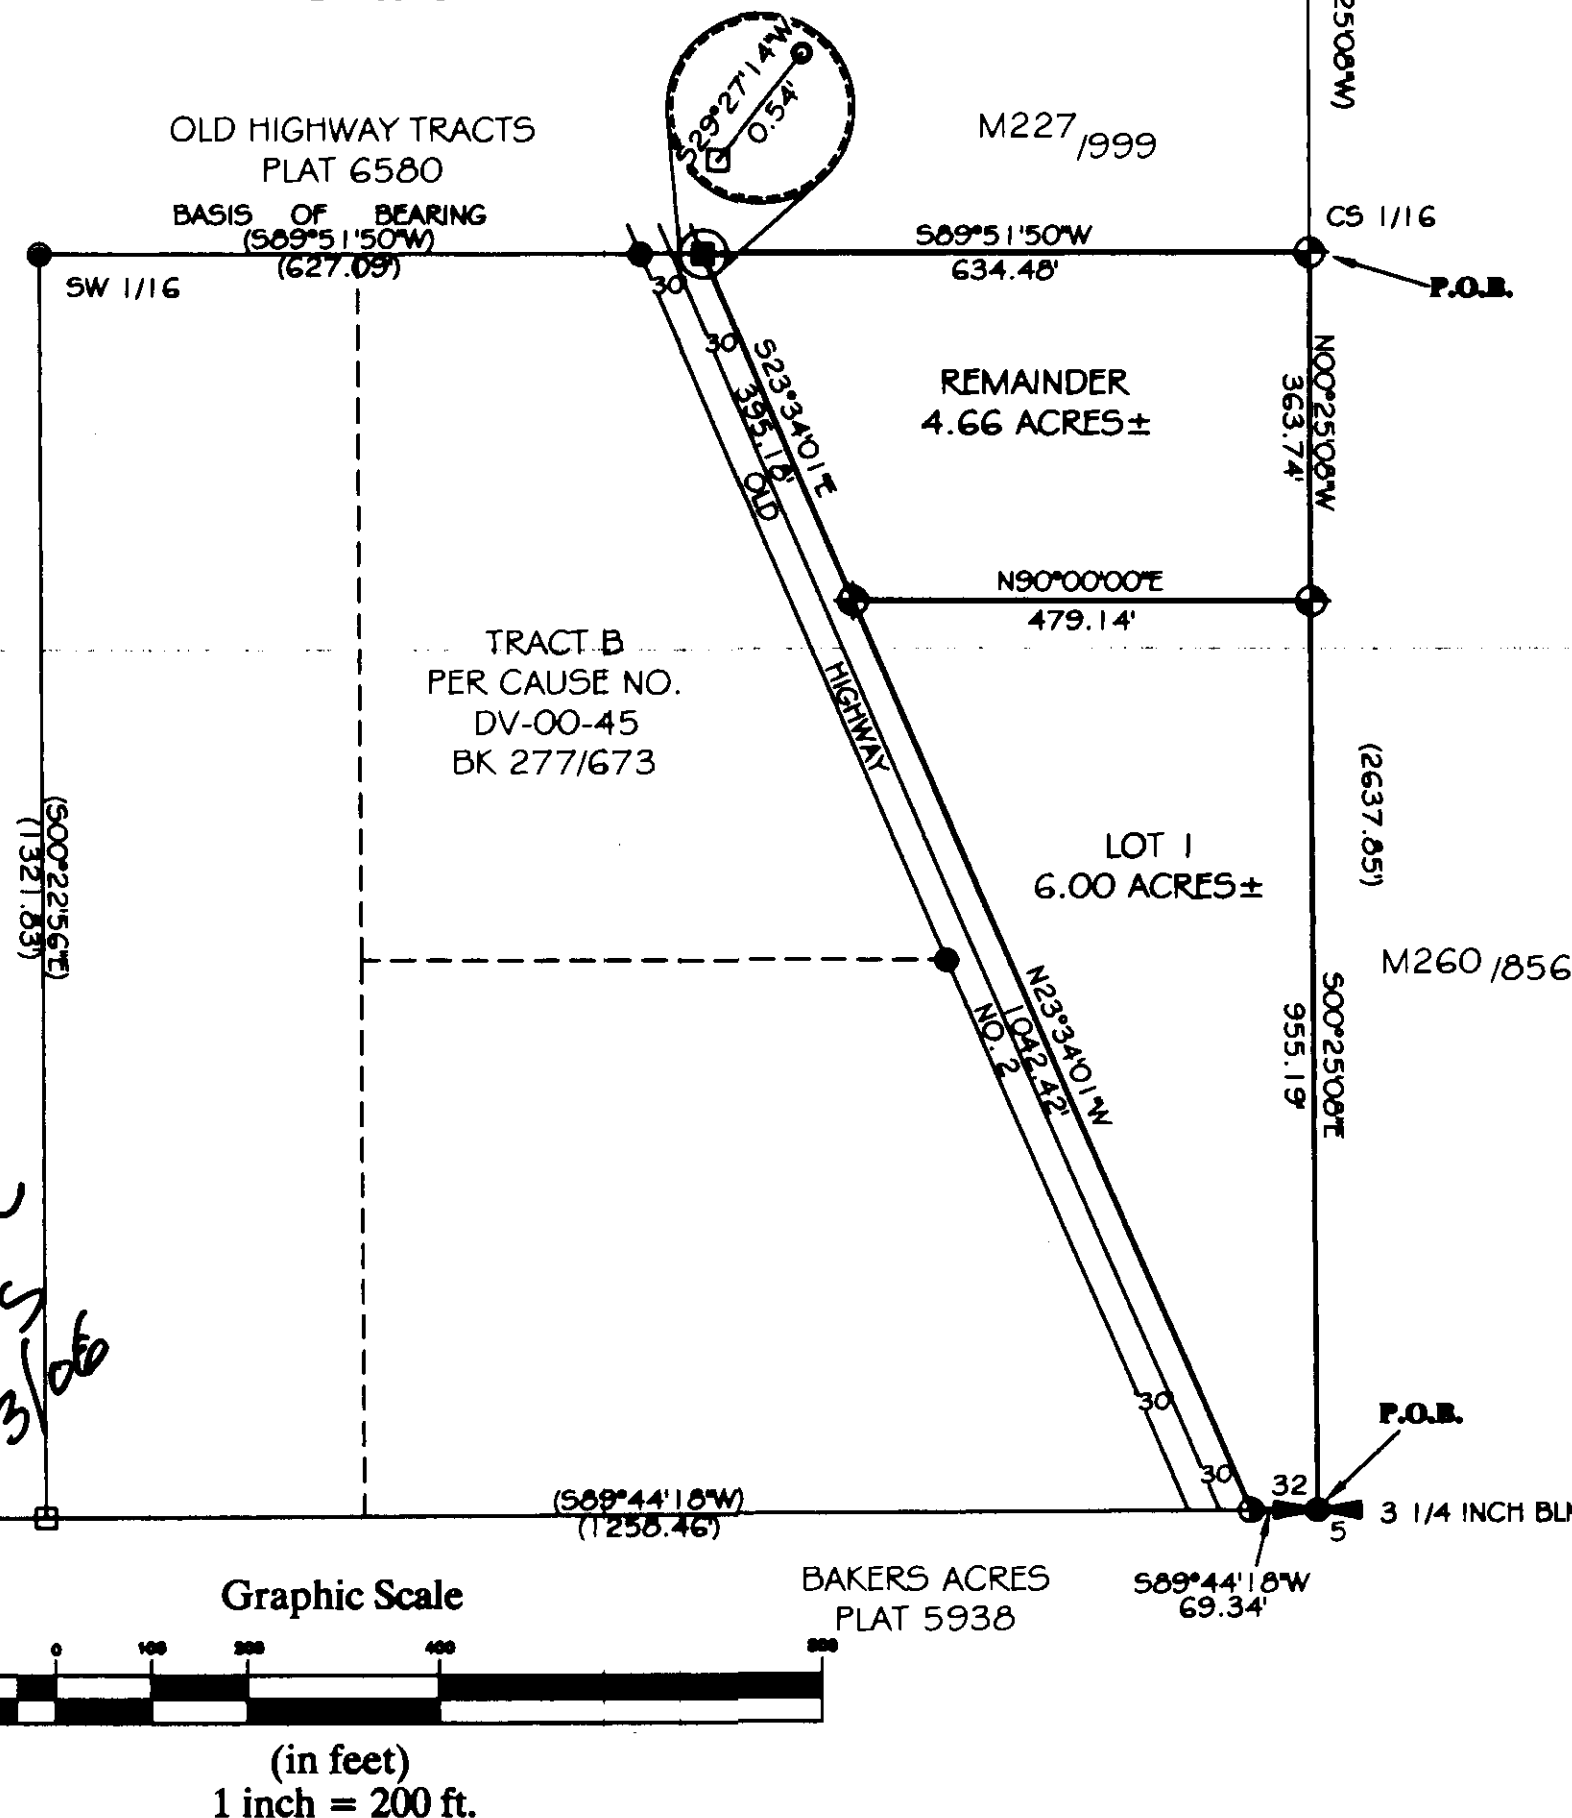 25'08"W)
S29°27'14"W
0.54'
OLD HIGHWAY TRACTS
PLAT 6580
M227/999
BASIS OF BEARING
(S89°51'50"W)
(627.09')
S89°51'50"W
634.48'
CS 1/16
SW 1/16
P.O.B.
30
30
S23°34'01"E
395.18'
OLD
REMAINDER
4.66 ACRES±
N00°25'08"W
363.74'
N90°00'00"E
479.14'
TRACT B
PER CAUSE NO.
DV-00-45
BK 277/673
HIGHWAY
(2637.85')
(S00°22'56"E)
(1321.83')
LOT 1
6.00 ACRES±
M260/856
N23°34'01"W
1042.42'
NO. 2
S00°25'08"E
955.19'
3/06
30
30
32
P.O.B.
(S89°44'18"W)
(1258.46')
5
3 1/4 INCH
BAKERS ACRES
PLAT 5938
S89°44'18"W
69.34'
Graphic Scale
0 100 200 400 800
(in feet)
1 inch = 200 ft.